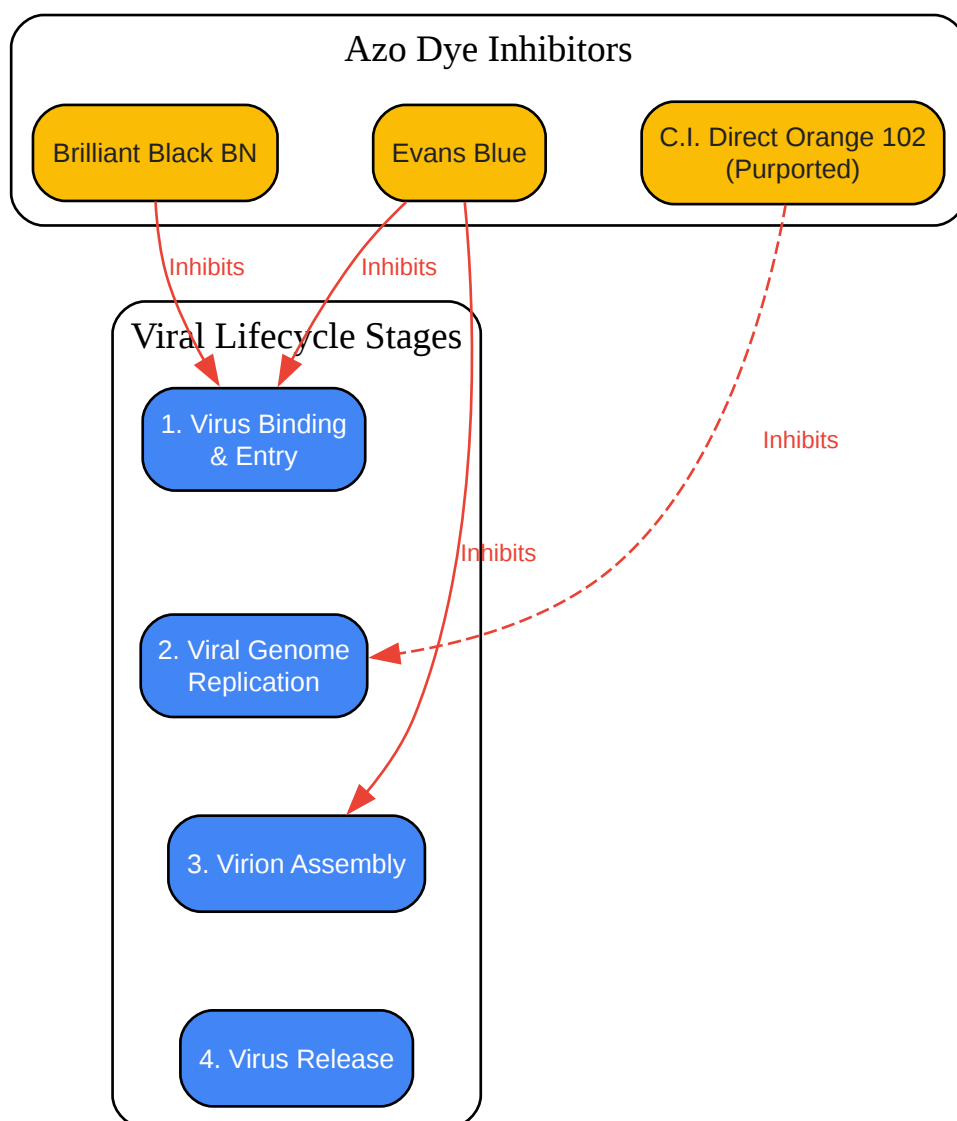 Azo Dye Inhibitors
Brilliant Black BN
Evans Blue
C.I. Direct Orange 102
(Purported)
Inhibits
Inhibits
Viral Lifecycle Stages
1. Virus Binding
& Entry
Inhibits
Inhibits
2. Viral Genome
Replication
3. Virion Assembly
4. Virus Release